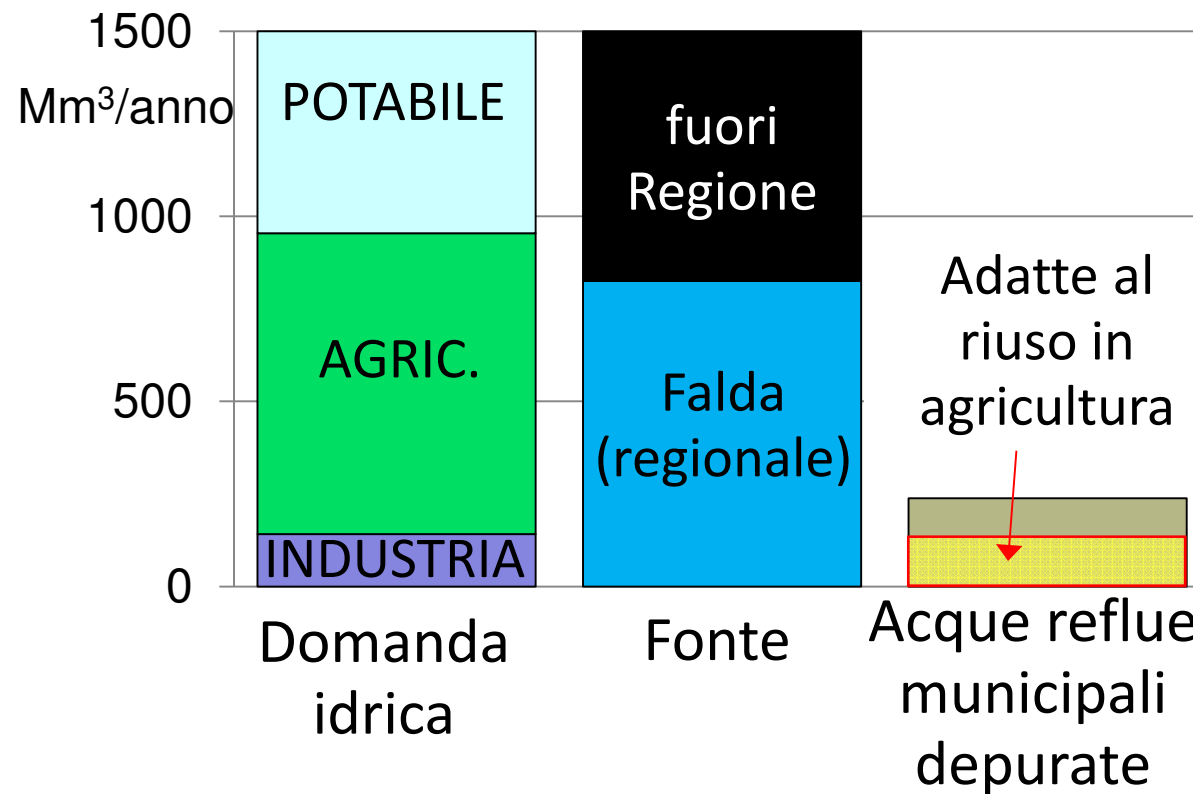 1500
Mm³/anno
1000
500
0
POTABILE
AGRIC.
INDUSTRIA
fuori
Regione
Falda
(regionale)
Adatte al
riuso in
agricultura
Domanda
idrica
Fonte
Acque reflue
municipali
depurate